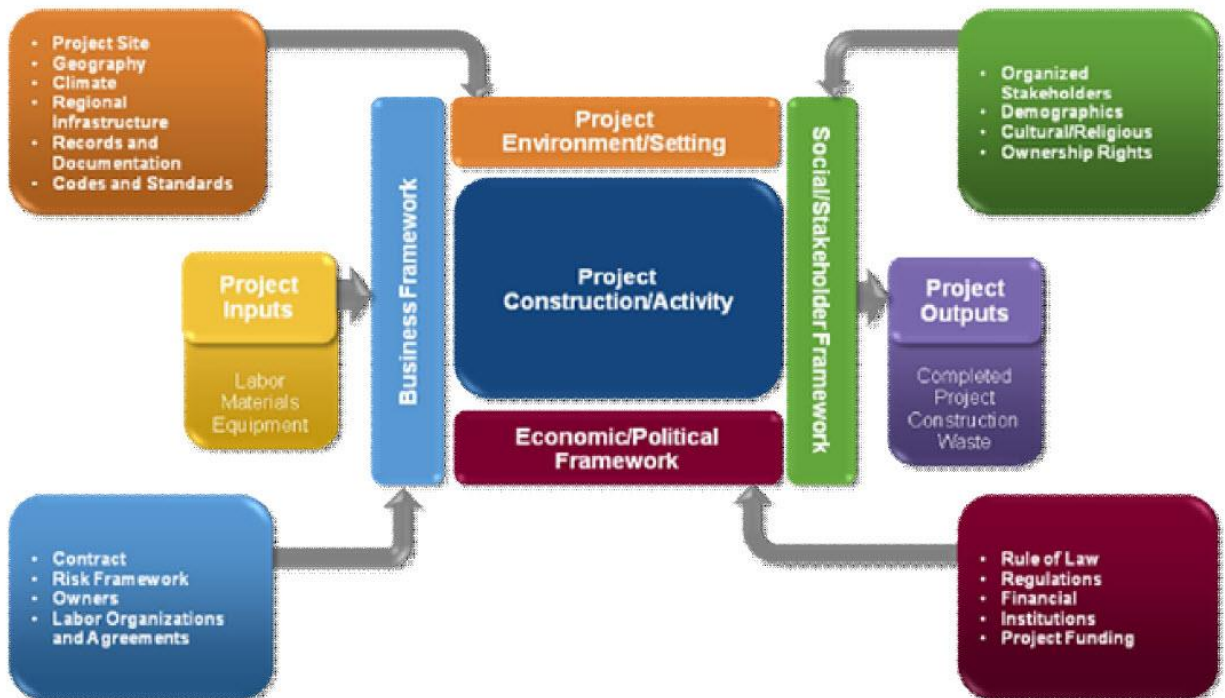 • Project Site
• Geography
• Climate
• Regional
Infrastructure
• Records and
Documentation
• Codes and Standards
Project
Environment/Setting
• Organized
Stakeholders
• Demographics
• Cultural/Religious
• Ownership Rights
Project
Inputs
Labor
Materials
Equipment
Business Framework
Project
Construction/Activity
Social/Stakeholder Framework
Project
Outputs
Completed
Project
Construction
Waste
Economic/Political
Framework
• Contract
• Risk Framework
• Owners
• Labor Organizations
and Agreements
• Rule of Law
• Regulations
• Financial
• Institutions
• Project Funding